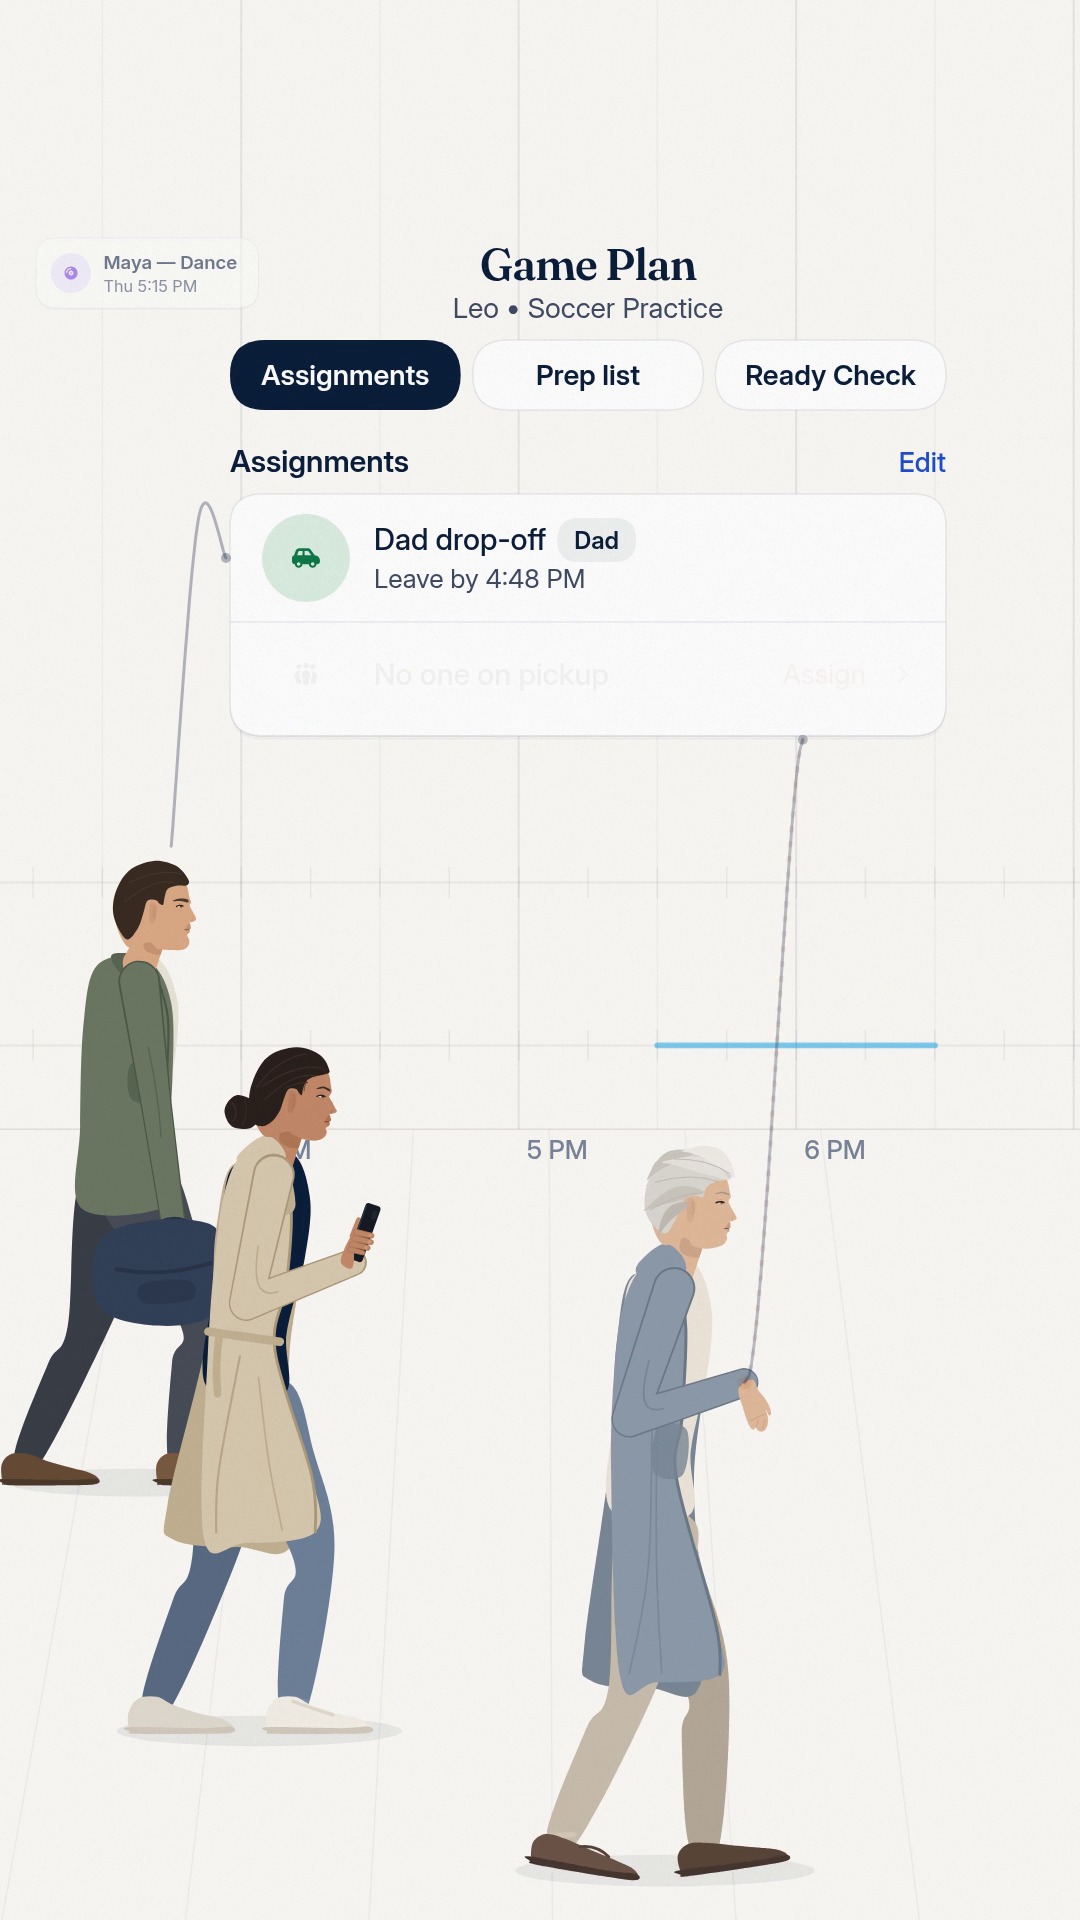 Maya — Dance
Thu 5:15 PM
Game Plan
Leo • Soccer Practice
Assignments
Prep list
Ready Check
Assignments
Edit
Dad drop-off
Dad
Leave by 4:48 PM
No one on pickup
Assign
5 PM
6 PM